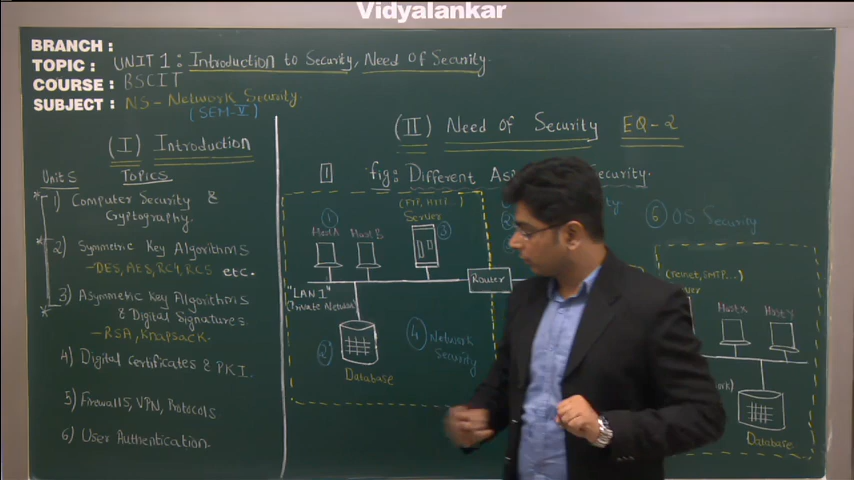 Vidyalankar
BRANCH :
TOPIC : UNIT 1 : Introduction to Security, Need Of Security.
COURSE : BSCIT
SUBJECT : NS - Network Security.
(SEM-V)
(I) Introduction
Units TOPICS
* 1) Computer Security &
Cryptography.
* 2) Symmetric Key Algorithms
- DES, AES, RC4, RC5 etc.
3) Asymmetric Key Algorithms
* & Digital Signatures.
- RSA, Knapsack.
4) Digital certificates & PKI.
5) Firewalls, VPN, Protocols
6) User Authentication.
(II) Need Of Security EQ-2
1 fig: Different Security.
(FTP, HTTP...)
Server
1 3
Host A Host B
Router
"LAN 1"
(Private Network)
2
Database
4 Network
Security
6 OS Security
(Telnet, SMTP,...)
Host X Host Y
Database